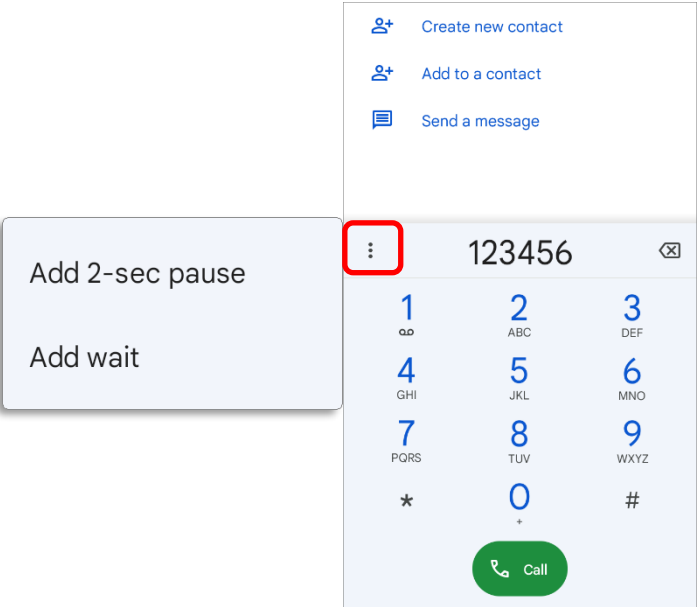 Create new contact
Add to a contact
Send a message
Add 2-sec pause
Add wait
123456
1 2 3
ABC DEF
4 5 6
GHI JKL MNO
7 8 9
PQRS TUV WXYZ
* 0 #
+
Call